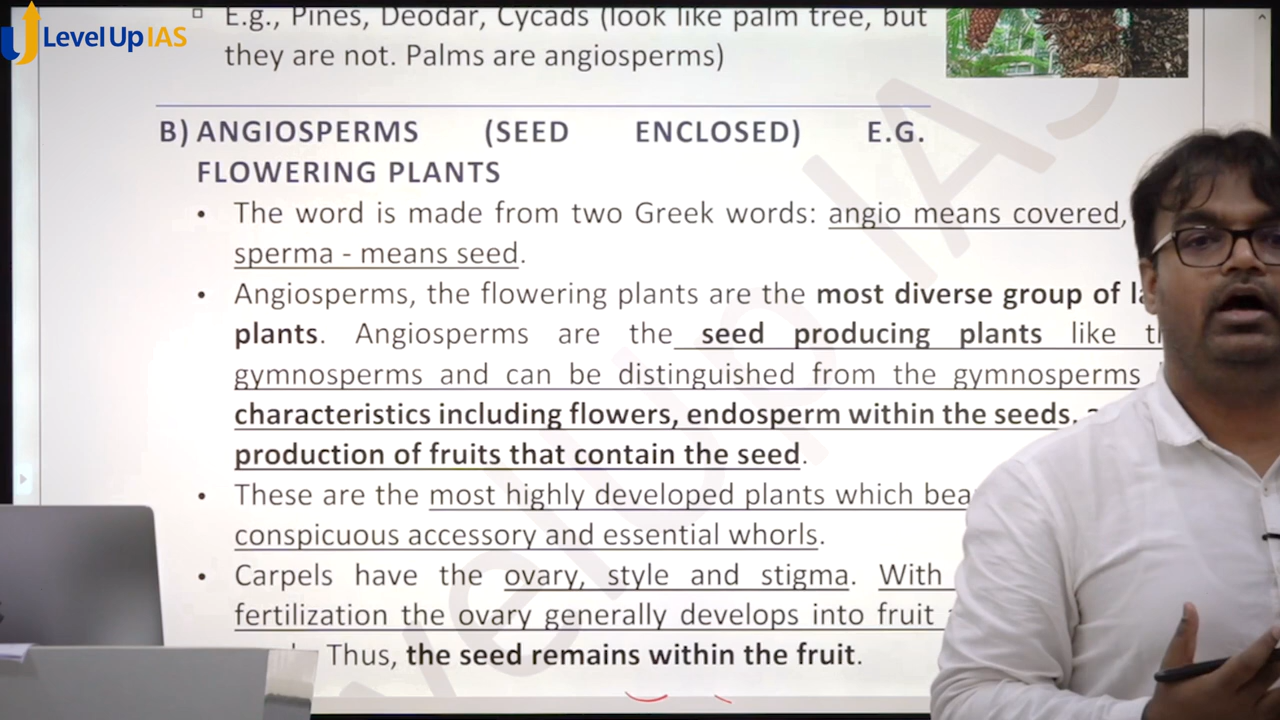 LevelUp IAS
▫ E.g., Pines, Deodar, Cycads (look like palm tree, but
they are not. Palms are angiosperms)
B) ANGIOSPERMS (SEED ENCLOSED) E.G.
FLOWERING PLANTS
• The word is made from two Greek words: angio means covered,
sperma - means seed.
• Angiosperms, the flowering plants are the most diverse group of
plants. Angiosperms are the seed producing plants like
gymnosperms and can be distinguished from the gymnosperms
characteristics including flowers, endosperm within the seeds,
production of fruits that contain the seed.
• These are the most highly developed plants which
conspicuous accessory and essential whorls.
• Carpels have the ovary, style and stigma. With
fertilization the ovary generally develops into fruit
Thus, the seed remains within the fruit.
LevelUp IAS